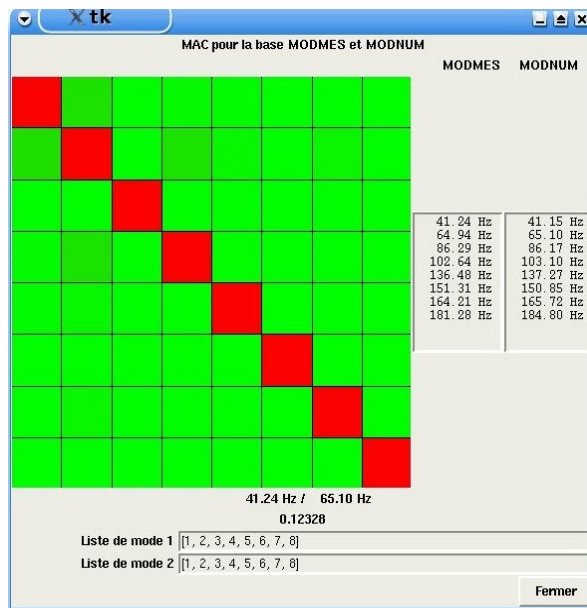 tk
MAC pour la base MODMES et MODNUM
MODMES MODNUM
41.24 Hz 41.15 Hz
64.94 Hz 65.10 Hz
86.29 Hz 86.17 Hz
102.64 Hz 103.10 Hz
136.48 Hz 137.27 Hz
151.31 Hz 150.85 Hz
164.21 Hz 165.72 Hz
181.28 Hz 184.80 Hz
41.24 Hz / 65.10 Hz
0.12328
Liste de mode 1 [1, 2, 3, 4, 5, 6, 7, 8]
Liste de mode 2 [1, 2, 3, 4, 5, 6, 7, 8]
Fermer